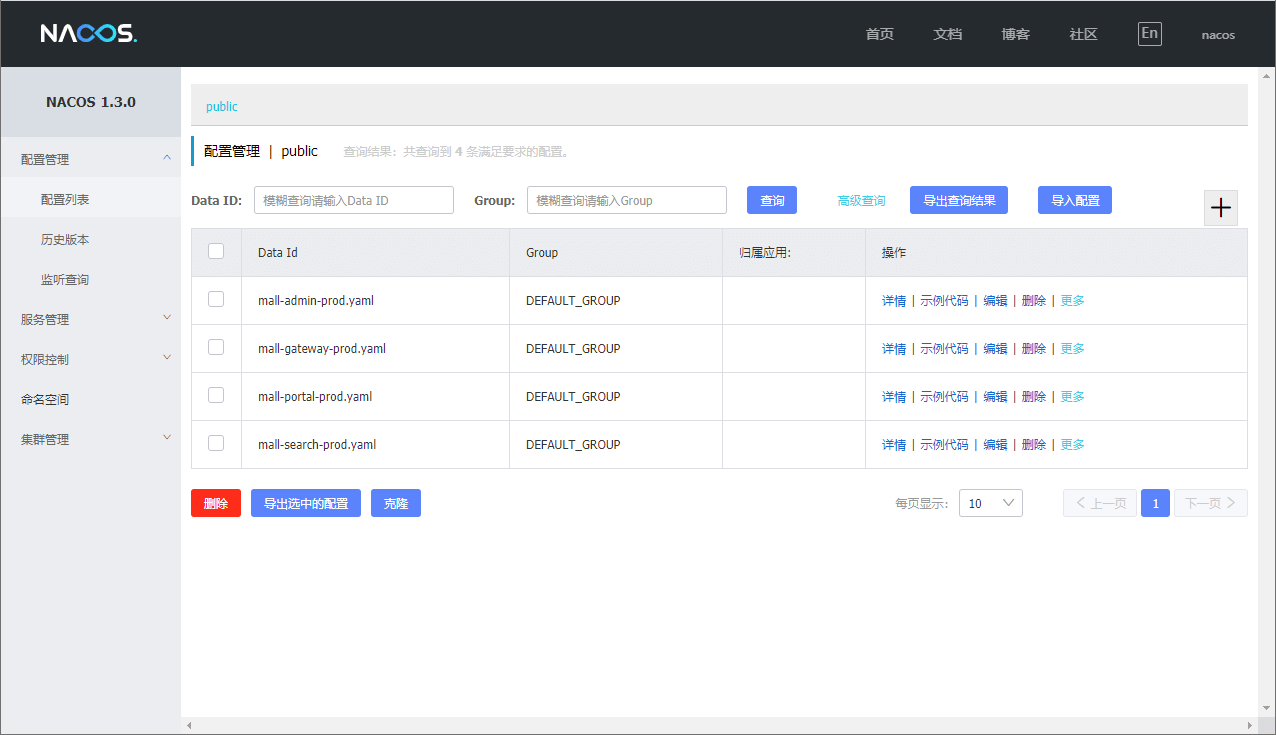 NACOS. 首页 文档 博客 社区 En nacos
NACOS 1.3.0
配置管理
配置列表
历史版本
监听查询
服务管理
权限控制
命名空间
集群管理
public
配置管理 | public 查询结果：共查询到 4 条满足要求的配置。
Data ID: 模糊查询请输入Data ID Group: 模糊查询请输入Group 查询 高级查询 导出查询结果 导入配置
Data Id Group 归属应用: 操作
mall-admin-prod.yaml DEFAULT_GROUP 详情 | 示例代码 | 编辑 | 删除 | 更多
mall-gateway-prod.yaml DEFAULT_GROUP 详情 | 示例代码 | 编辑 | 删除 | 更多
mall-portal-prod.yaml DEFAULT_GROUP 详情 | 示例代码 | 编辑 | 删除 | 更多
mall-search-prod.yaml DEFAULT_GROUP 详情 | 示例代码 | 编辑 | 删除 | 更多
删除 导出选中的配置 克隆 每页显示: 10 上一页 1 下一页